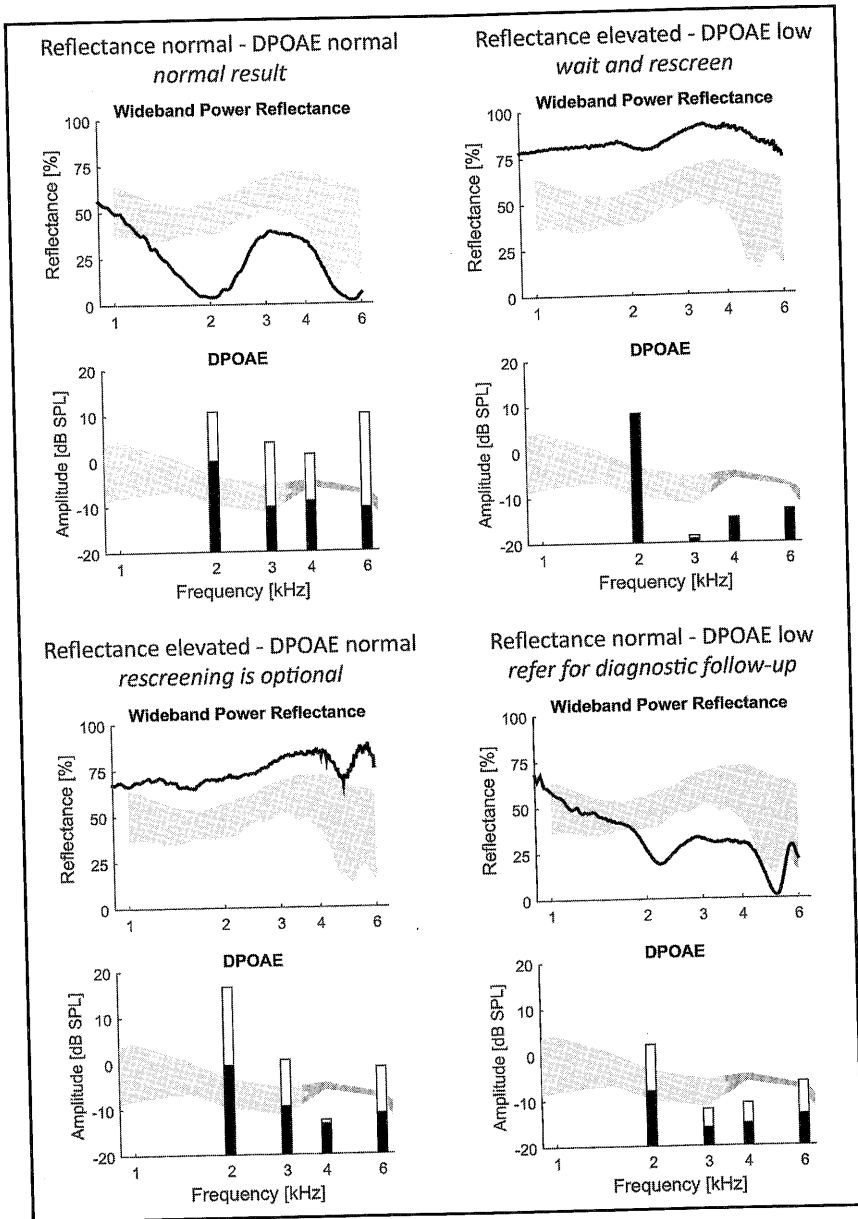 Reflectance normal - DPOAE normal
normal result
Wideband Power Reflectance
Reflectance [%]
100
75
50
25
0
1 2 3 4 6
DPOAE
Amplitude [dB SPL]
20
10
0
-10
-20
1 2 3 4 6
Frequency [kHz]
Reflectance elevated - DPOAE low
wait and rescreen
Wideband Power Reflectance
Reflectance [%]
100
75
50
25
0
1 2 3 4 6
DPOAE
Amplitude [dB SPL]
20
10
0
-10
-20
1 2 3 4 6
Frequency [kHz]
Reflectance elevated - DPOAE normal
rescreening is optional
Wideband Power Reflectance
Reflectance [%]
100
75
50
25
0
1 2 3 4 6
DPOAE
Amplitude [dB SPL]
20
10
0
-10
-20
1 2 3 4 6
Frequency [kHz]
Reflectance normal - DPOAE low
refer for diagnostic follow-up
Wideband Power Reflectance
Reflectance [%]
100
75
50
25
0
1 2 3 4 6
DPOAE
Amplitude [dB SPL]
20
10
0
-10
-20
1 2 3 4 6
Frequency [kHz]